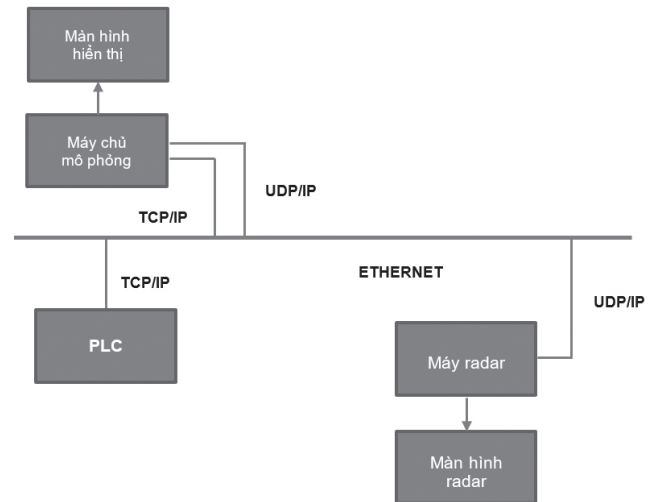 Màn hình
hiển thị
Máy chủ
mô phỏng
UDP/IP
TCP/IP
TCP/IP
ETHERNET
UDP/IP
PLC
Máy radar
Màn hình
radar